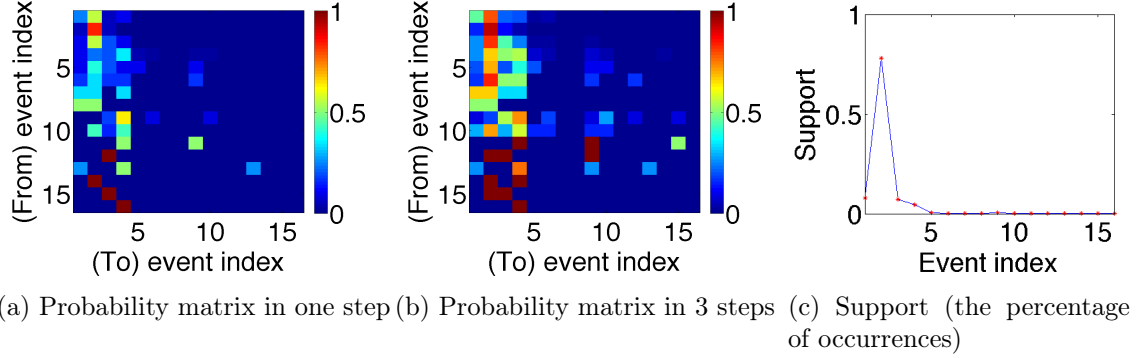 (From) event index
5
10
15
5 10 15
(To) event index
1
0.5
0
(From) event index
5
10
15
5 10 15
(To) event index
1
0.5
0
Support
1
0.5
0
5 10 15
Event index
a) Probability matrix in one step
(b) Probability matrix in 3 steps
(c) Support (the percentage
of occurrences)